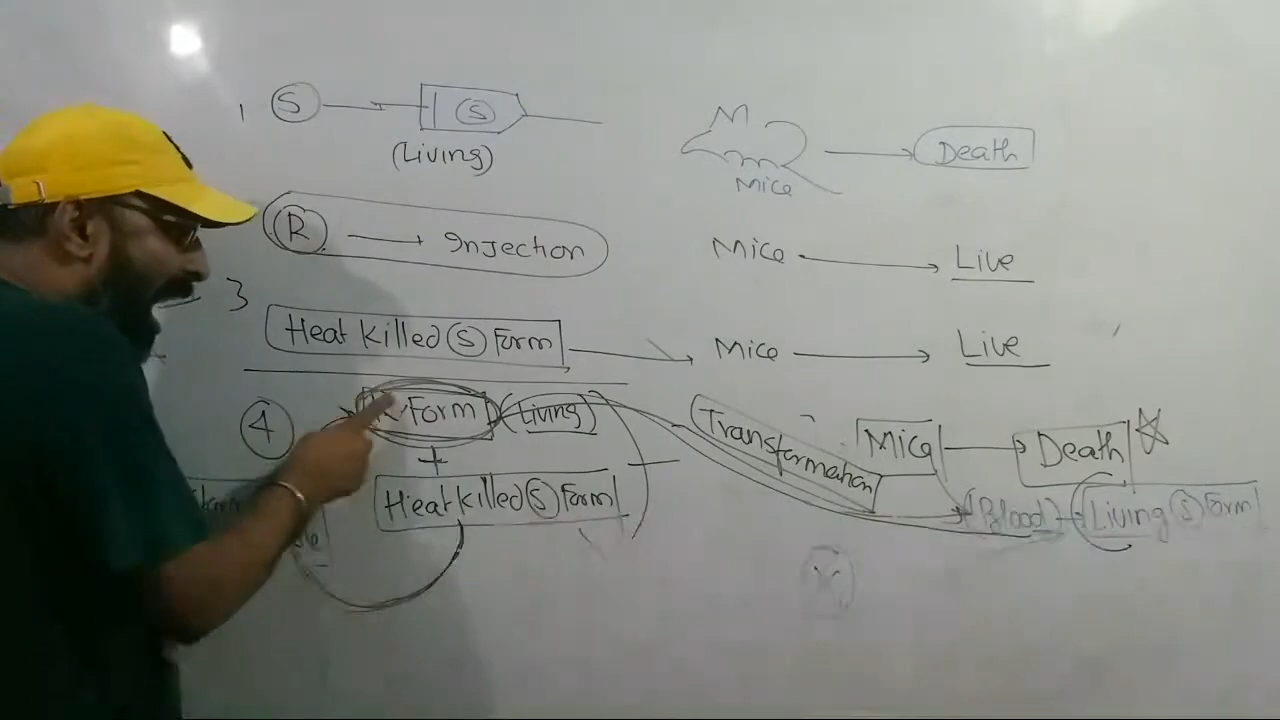 1 S S
(Living)
Mice Death
R Injection Mice Live
3
Heat Killed S Form Mice Live
4 R Form (Living) Transformation Mice Death
+
Heat Killed S Form (Blood) Living S Form